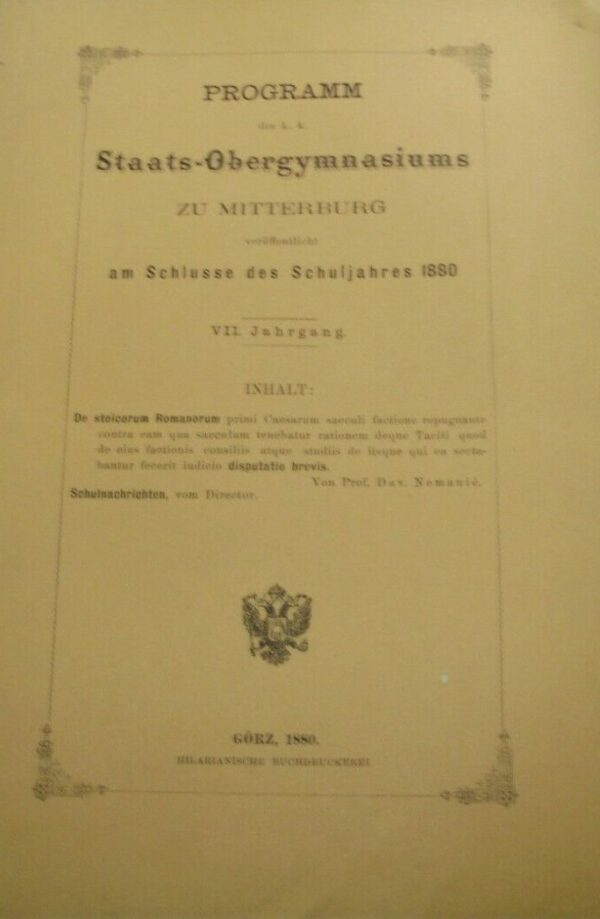 PROGRAMM
des k. k.
Staats-Obergymnasiums
ZU MITTERBURG
veröffentlicht
am Schlusse des Schuljahres 1880
VII. Jahrgang.
INHALT:
De stoicorum Romanorum primi Caesarum saeculi factione repugnante
contra eam qua saeculum tenebatur rationem deque Taciti quod
de eius factionis consiliis atque studiis de iisque qui ea secta-
bantur fecerit iudicio disputatio brevis.
Von Prof. Dav. Nemanić.
Schulnachrichten, vom Director.
GÖRZ, 1880.
HILARIANISCHE BUCHDRUCKEREI